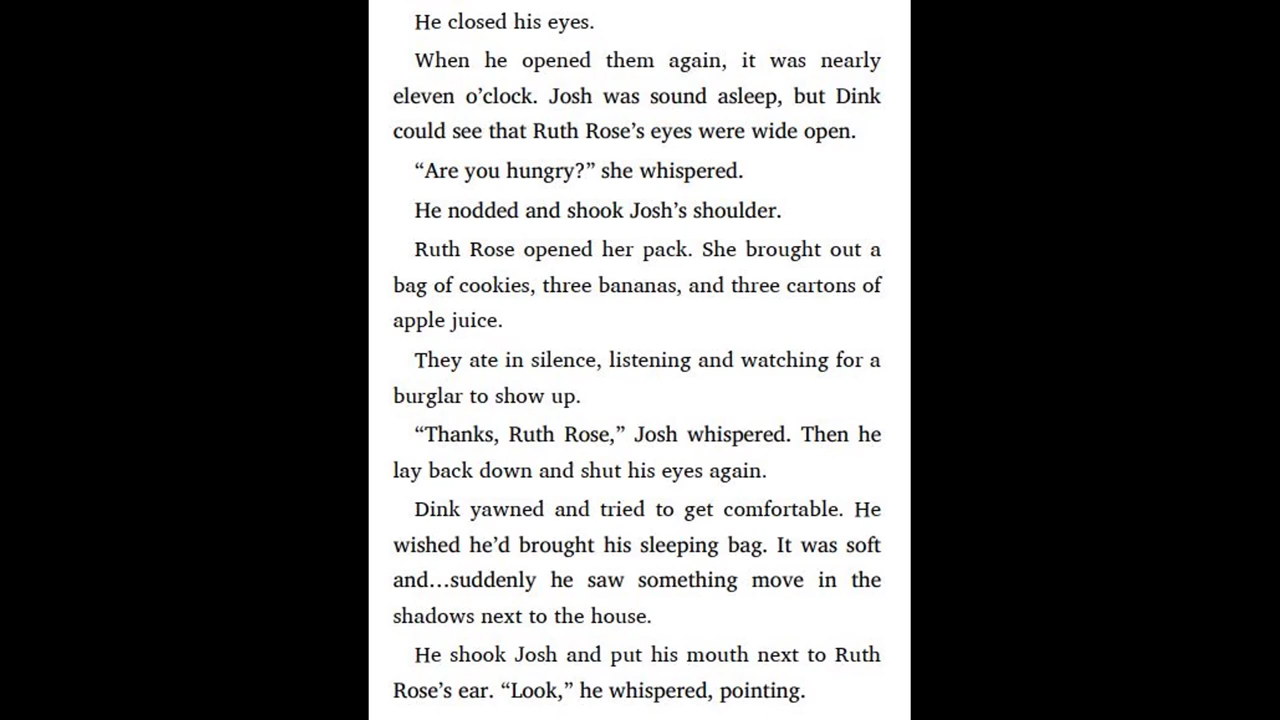 He closed his eyes.
When he opened them again, it was nearly
eleven o’clock. Josh was sound asleep, but Dink
could see that Ruth Rose’s eyes were wide open.
“Are you hungry?” she whispered.
He nodded and shook Josh’s shoulder.
Ruth Rose opened her pack. She brought out a
bag of cookies, three bananas, and three cartons of
apple juice.
They ate in silence, listening and watching for a
burglar to show up.
“Thanks, Ruth Rose,” Josh whispered. Then he
lay back down and shut his eyes again.
Dink yawned and tried to get comfortable. He
wished he’d brought his sleeping bag. It was soft
and…suddenly he saw something move in the
shadows next to the house.
He shook Josh and put his mouth next to Ruth
Rose’s ear. “Look,” he whispered, pointing.